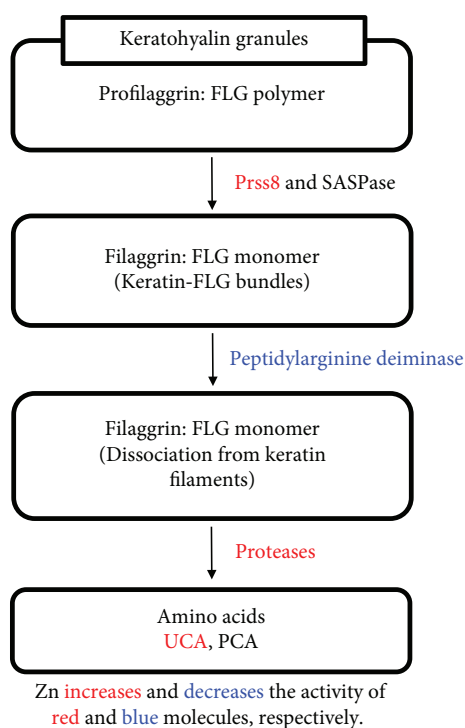 Keratohyalin granules
Profilaggrin: FLG polymer
Prss8 and SASPase
Filaggrin: FLG monomer
(Keratin-FLG bundles)
Peptidylarginine deiminase
Filaggrin: FLG monomer
(Dissociation from keratin
filaments)
Proteases
Amino acids
UCA, PCA
Zn increases and decreases the activity of
red and blue molecules, respectively.